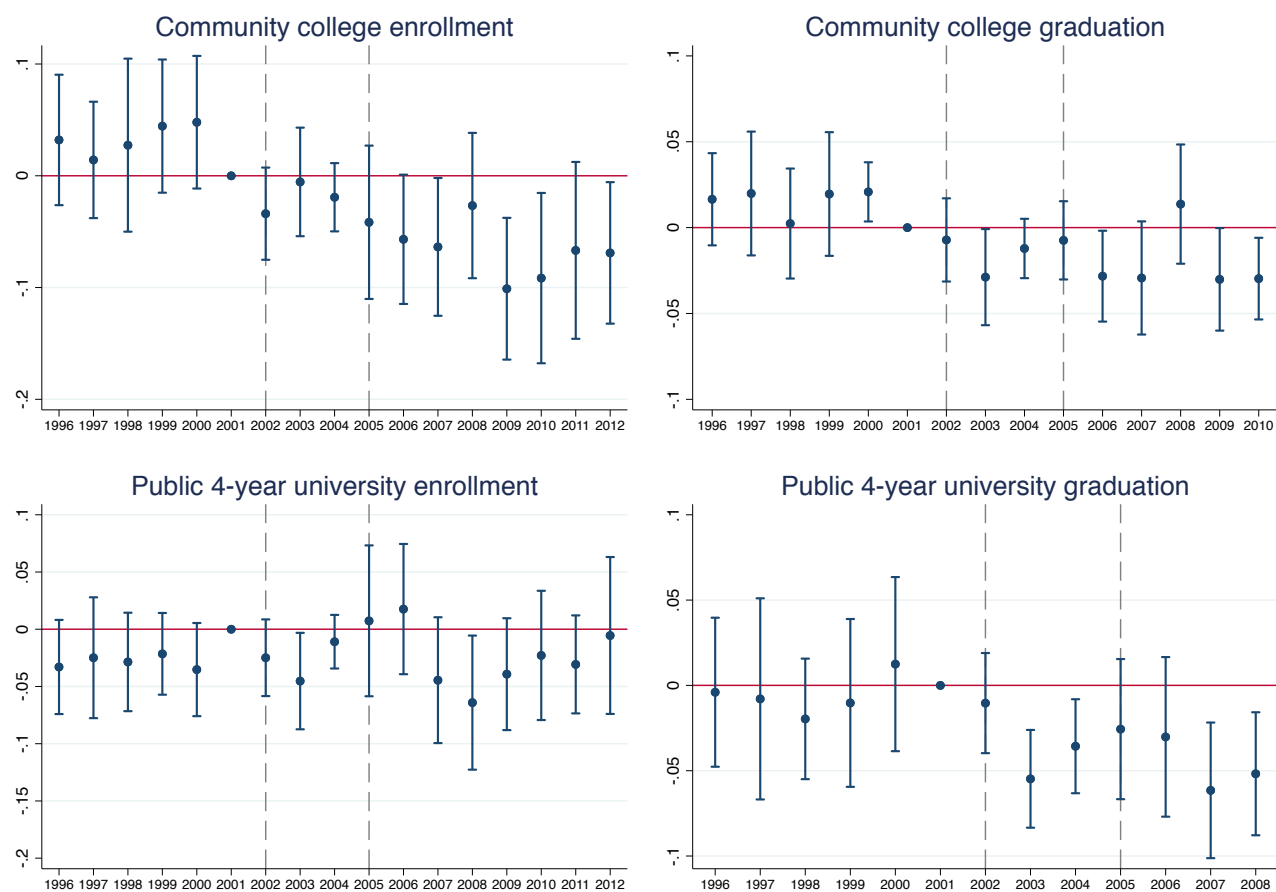 Community college enrollment
.1
0
-.1
-.2
1996 1997 1998 1999 2000 2001 2002 2003 2004 2005 2006 2007 2008 2009 2010 2011 2012
Community college graduation
.1
.05
0
-.05
-.1
1996 1997 1998 1999 2000 2001 2002 2003 2004 2005 2006 2007 2008 2009 2010
Public 4-year university enrollment
.1
.05
0
-.05
-.1
-.15
-.2
1996 1997 1998 1999 2000 2001 2002 2003 2004 2005 2006 2007 2008 2009 2010 2011 2012
Public 4-year university graduation
.1
.05
0
-.05
-.1
1996 1997 1998 1999 2000 2001 2002 2003 2004 2005 2006 2007 2008